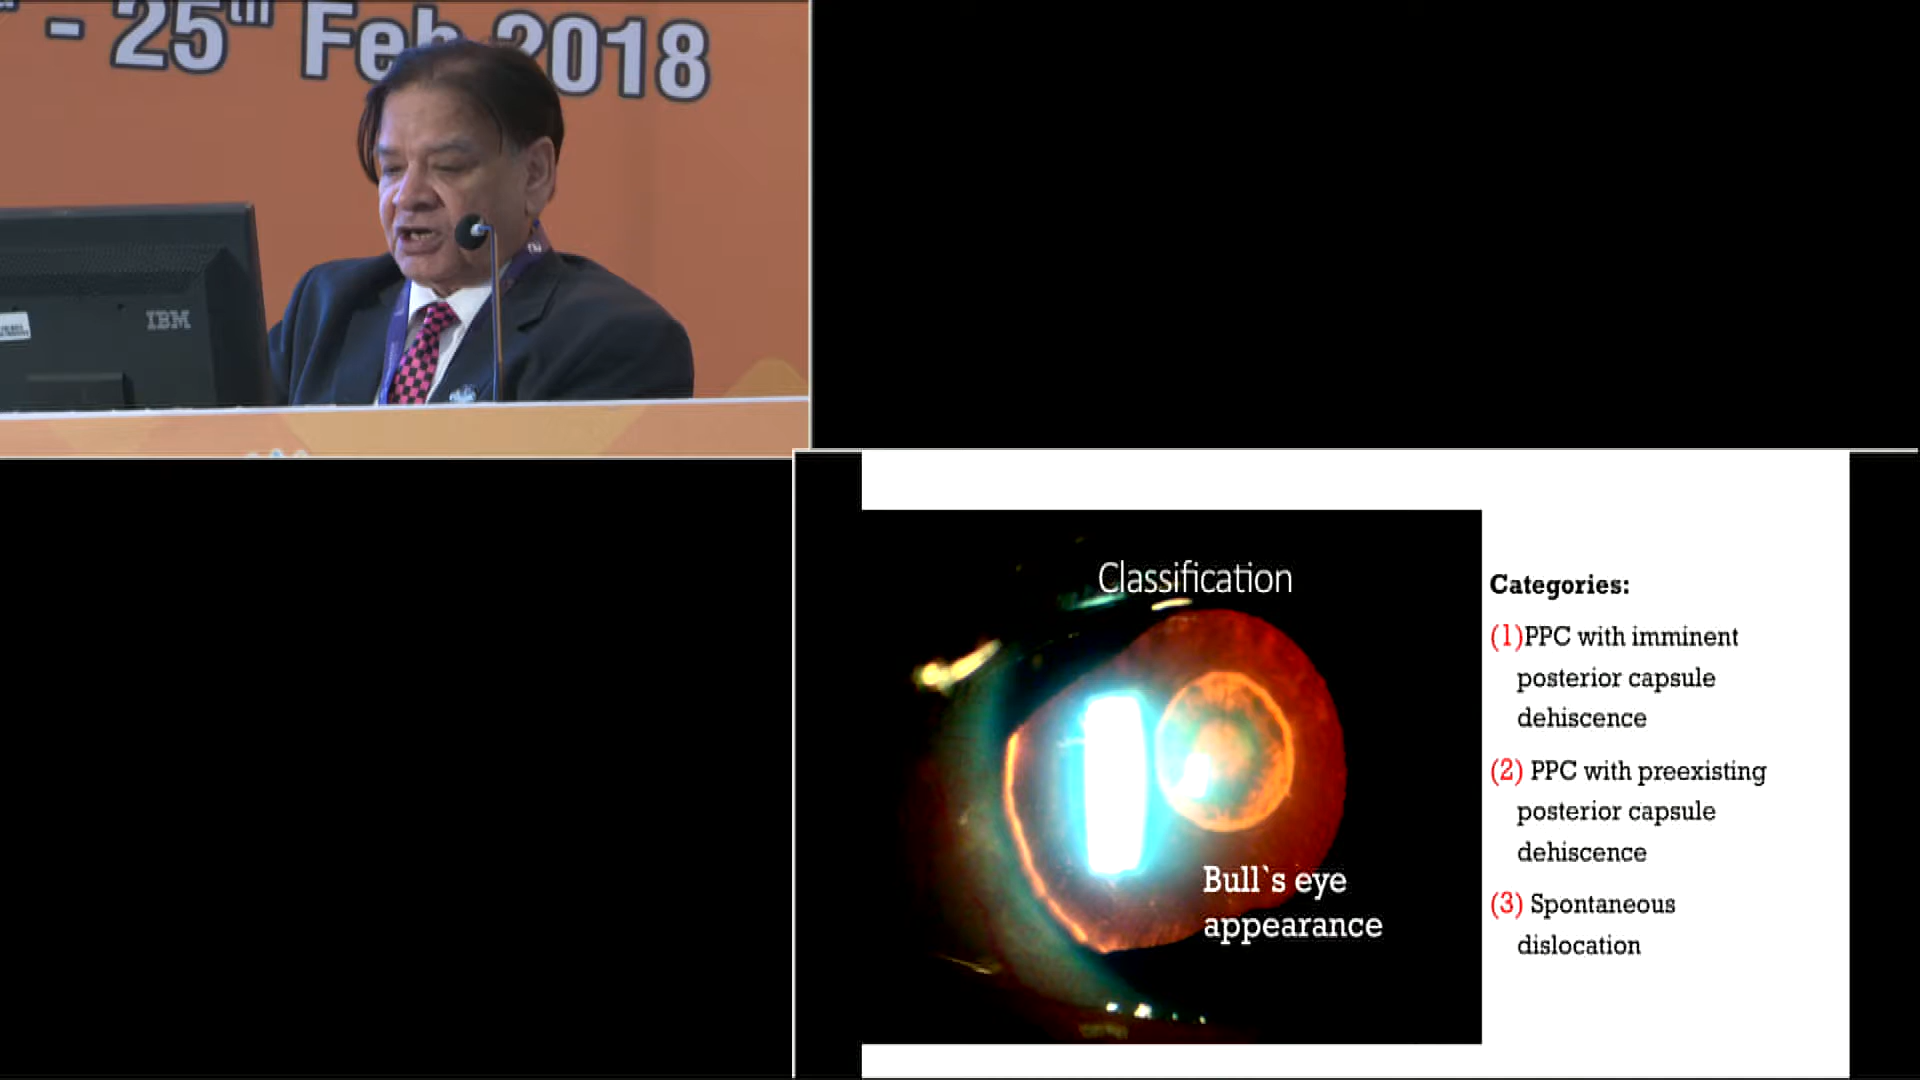 - 25th Feb 2018
IBM
Classification
Bull`s eye
appearance
Categories:
(1)PPC with imminent
posterior capsule
dehiscence
(2) PPC with preexisting
posterior capsule
dehiscence
(3) Spontaneous
dislocation